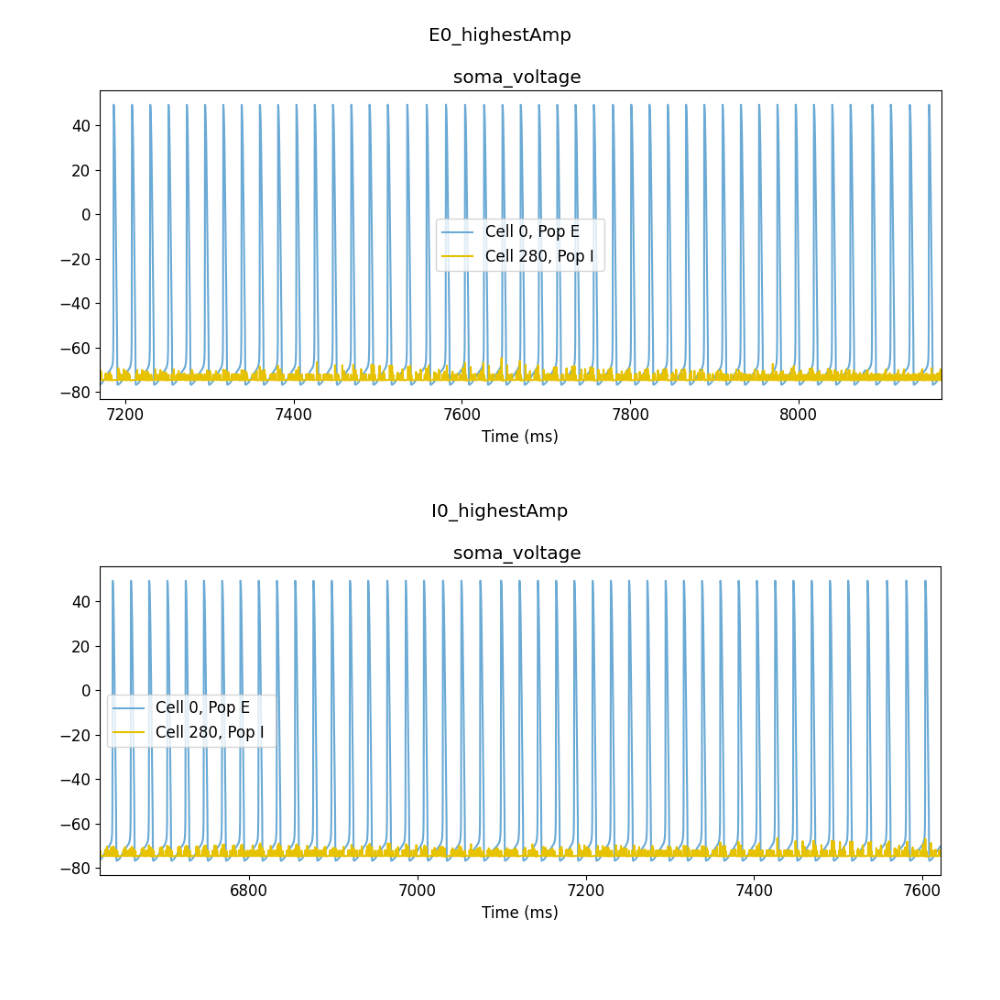 E0_highestAmp
soma_voltage
40
20
0
−20
−40
−60
−80
Cell 0, Pop E
Cell 280, Pop I
7200 7400 7600 7800 8000
Time (ms)
I0_highestAmp
soma_voltage
40
20
0
−20
−40
−60
−80
Cell 0, Pop E
Cell 280, Pop I
6800 7000 7200 7400 7600
Time (ms)